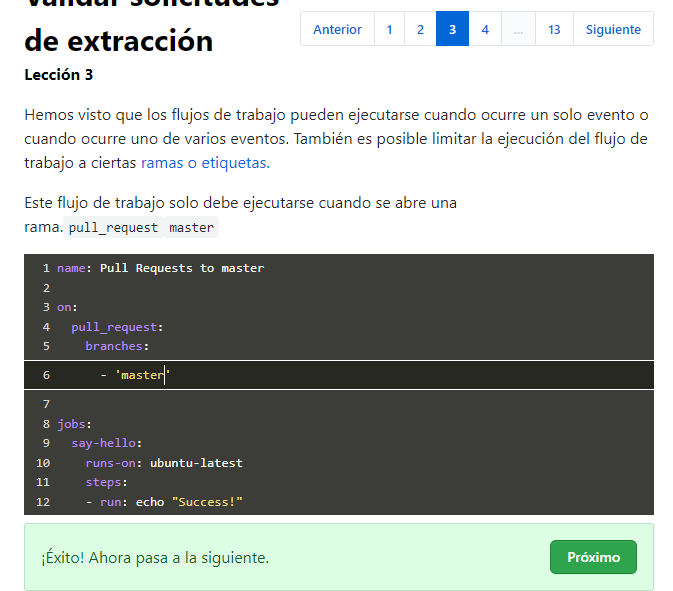 Validar solicitudes
de extracción
Anterior 1 2 3 4 ... 13 Siguiente
Lección 3
Hemos visto que los flujos de trabajo pueden ejecutarse cuando ocurre un solo evento o
cuando ocurre uno de varios eventos. También es posible limitar la ejecución del flujo de
trabajo a ciertas ramas o etiquetas.
Este flujo de trabajo solo debe ejecutarse cuando se abre una
rama. pull_request master
1 name: Pull Requests to master
2
3 on:
4 pull_request:
5 branches:
6 - 'master'
7
8 jobs:
9 say-hello:
10 runs-on: ubuntu-latest
11 steps:
12 - run: echo "Success!"
¡Éxito! Ahora pasa a la siguiente.
Próximo